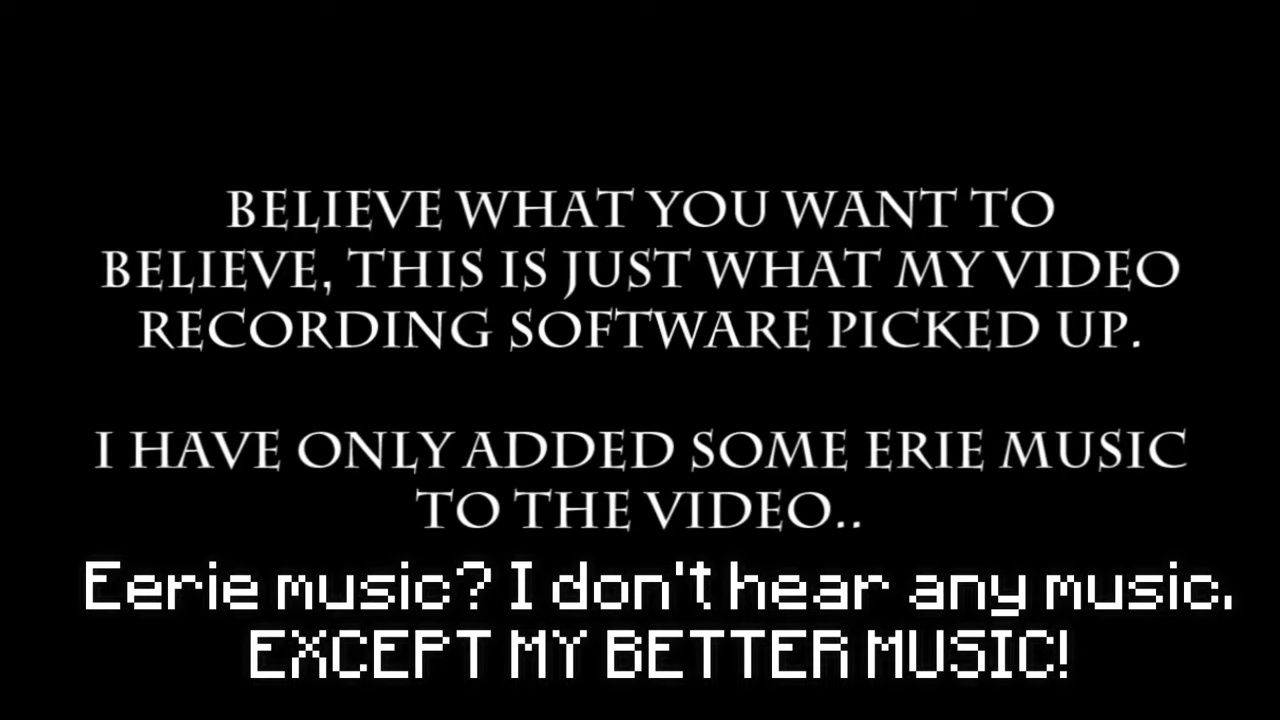 BELIEVE WHAT YOU WANT TO
BELIEVE, THIS IS JUST WHAT MY VIDEO
RECORDING SOFTWARE PICKED UP.
I HAVE ONLY ADDED SOME ERIE MUSIC
TO THE VIDEO..
Eerie music? I don't hear any music.
EXCEPT MY BETTER MUSIC!